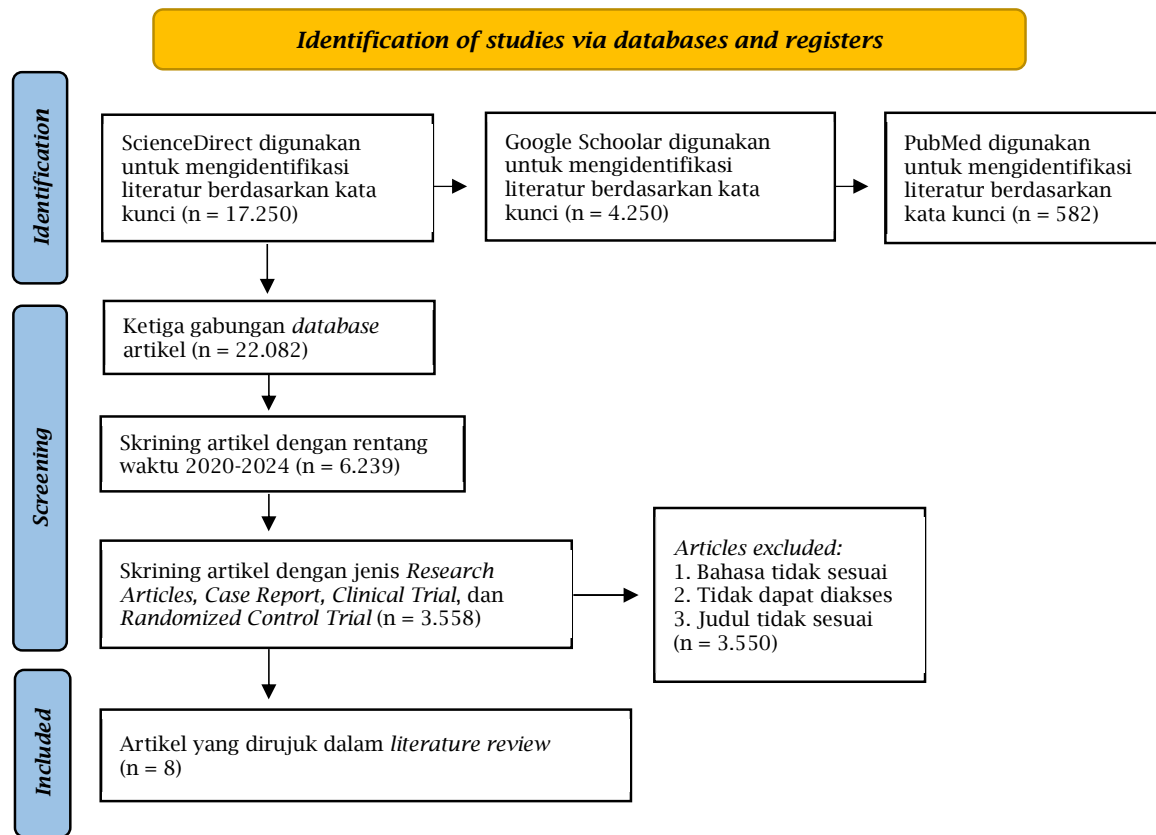 Identification of studies via databases and registers
Identification
ScienceDirect digunakan
untuk mengidentifikasi
literatur berdasarkan kata
kunci (n = 17.250)
Google Schoolar digunakan
untuk mengidentifikasi
literatur berdasarkan kata
kunci (n = 4.250)
PubMed digunakan
untuk mengidentifikasi
literatur berdasarkan
kata kunci (n = 582)
Screening
Ketiga gabungan database
artikel (n = 22.082)
Skrining artikel dengan rentang
waktu 2020-2024 (n = 6.239)
Skrining artikel dengan jenis Research
Articles, Case Report, Clinical Trial, dan
Randomized Control Trial (n = 3.558)
Articles excluded:
1. Bahasa tidak sesuai
2. Tidak dapat diakses
3. Judul tidak sesuai
(n = 3.550)
Included
Artikel yang dirujuk dalam literature review
(n = 8)